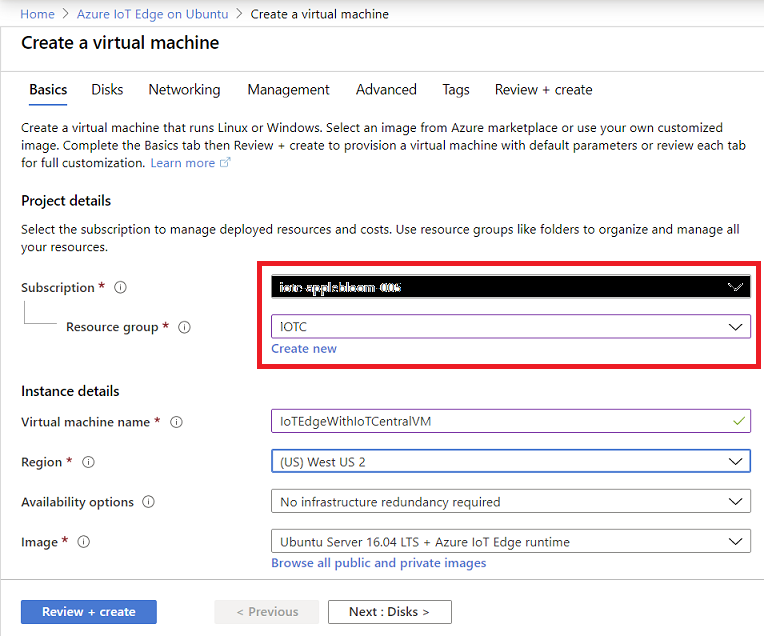 Home > Azure IoT Edge on Ubuntu > Create a virtual machine
Create a virtual machine
Basics Disks Networking Management Advanced Tags Review + create
Create a virtual machine that runs Linux or Windows. Select an image from Azure marketplace or use your own customized
image. Complete the Basics tab then Review + create to provision a virtual machine with default parameters or review each tab
for full customization. Learn more
Project details
Select the subscription to manage deployed resources and costs. Use resource groups like folders to organize and manage all
your resources.
Subscription *
Resource group * IOTC
Create new
Instance details
Virtual machine name * IoTEdgeWithIoTCentralVM
Region * (US) West US 2
Availability options No infrastructure redundancy required
Image * Ubuntu Server 16.04 LTS + Azure IoT Edge runtime
Browse all public and private images
Review + create < Previous Next : Disks >